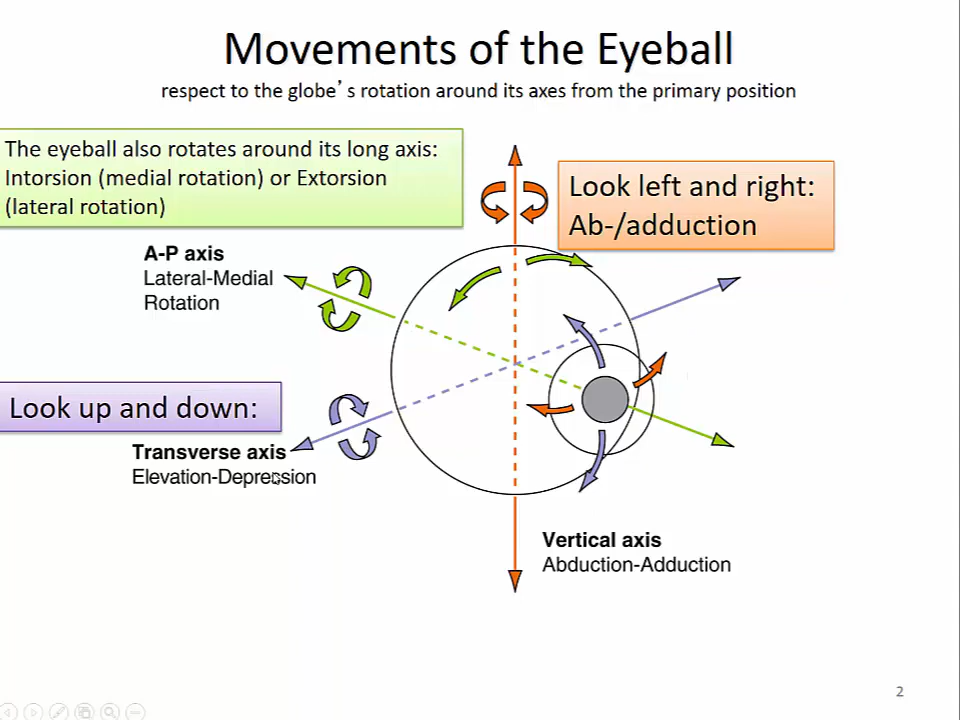 Movements of the Eyeball
respect to the globe's rotation around its axes from the primary position
The eyeball also rotates around its long axis:
Intorsion (medial rotation) or Extorsion
(lateral rotation)
Look left and right:
Ab-/adduction
A-P axis
Lateral-Medial
Rotation
Look up and down:
Transverse axis
Elevation-Depression
Vertical axis
Abduction-Adduction
2